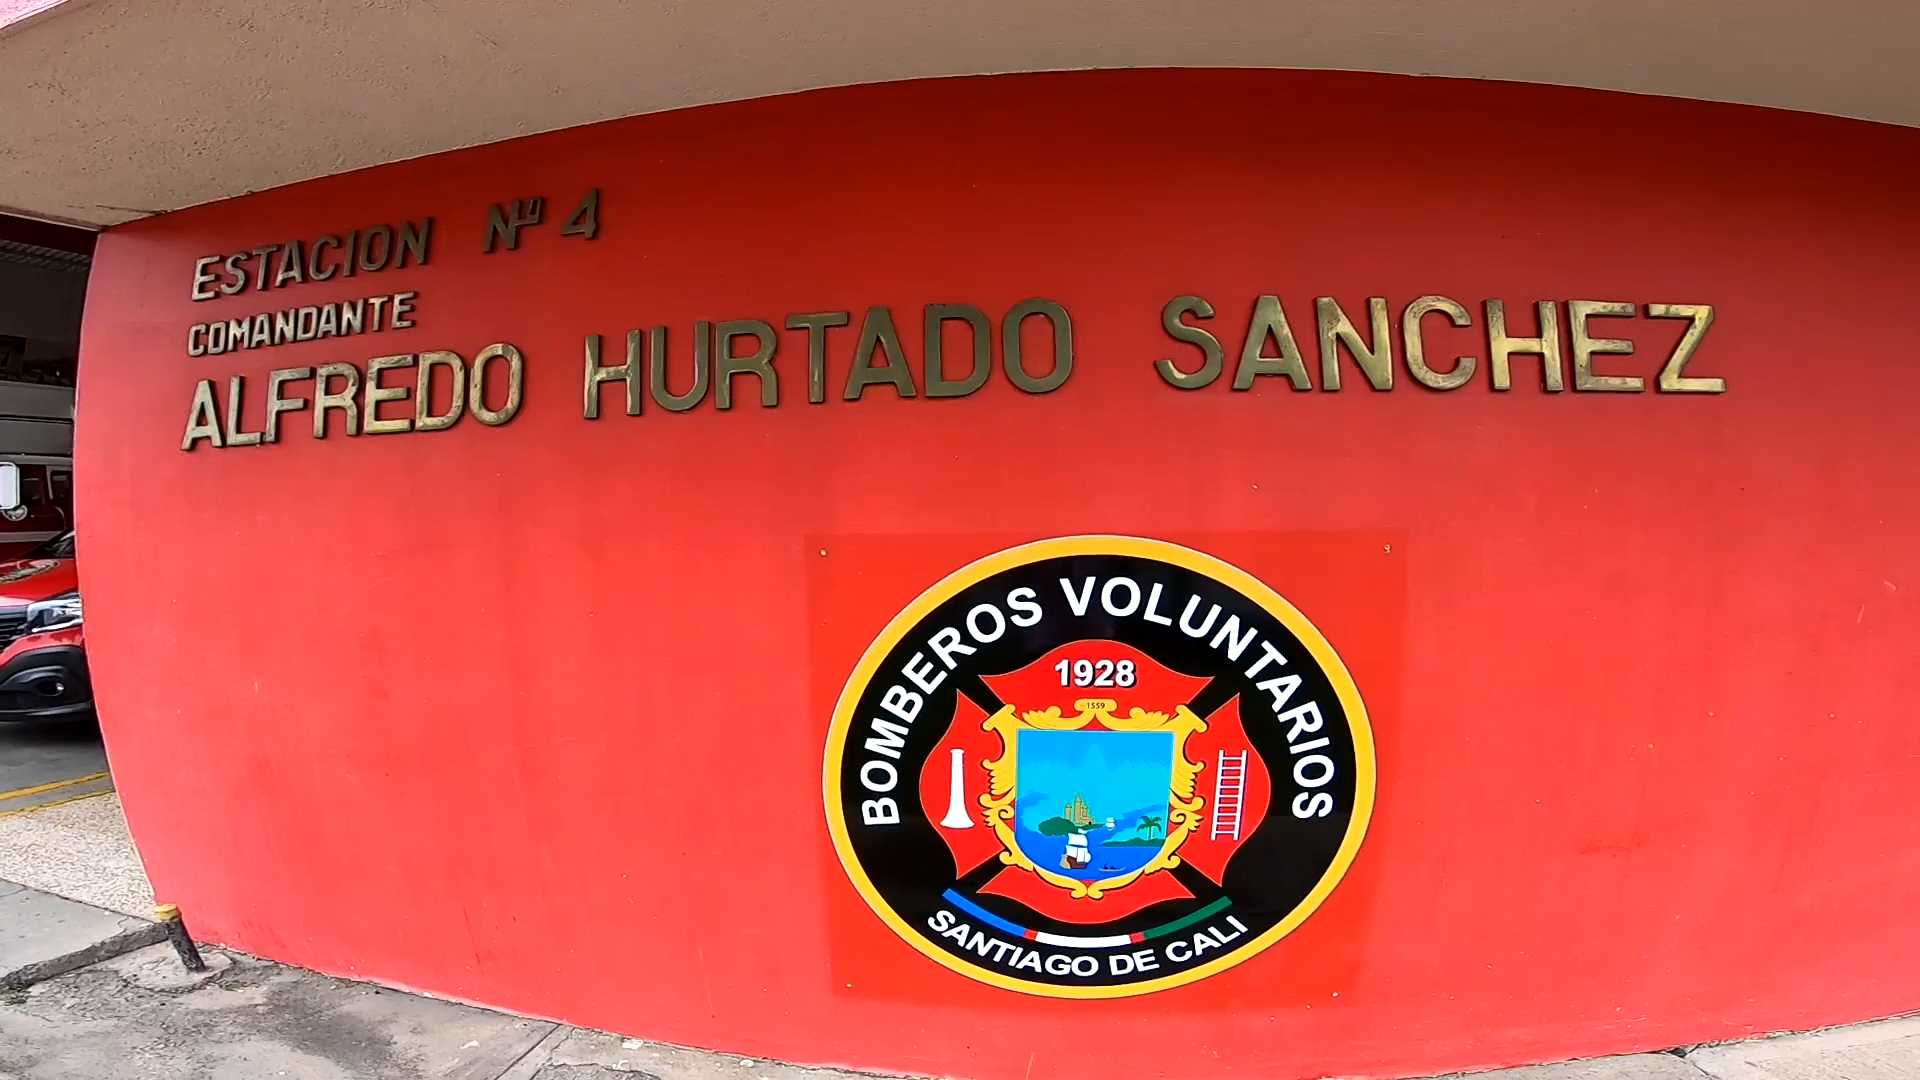 ESTACION Nº 4
COMANDANTE
ALFREDO HURTADO SANCHEZ
BOMBEROS VOLUNTARIOS
1928
1559
SANTIAGO DE CALI